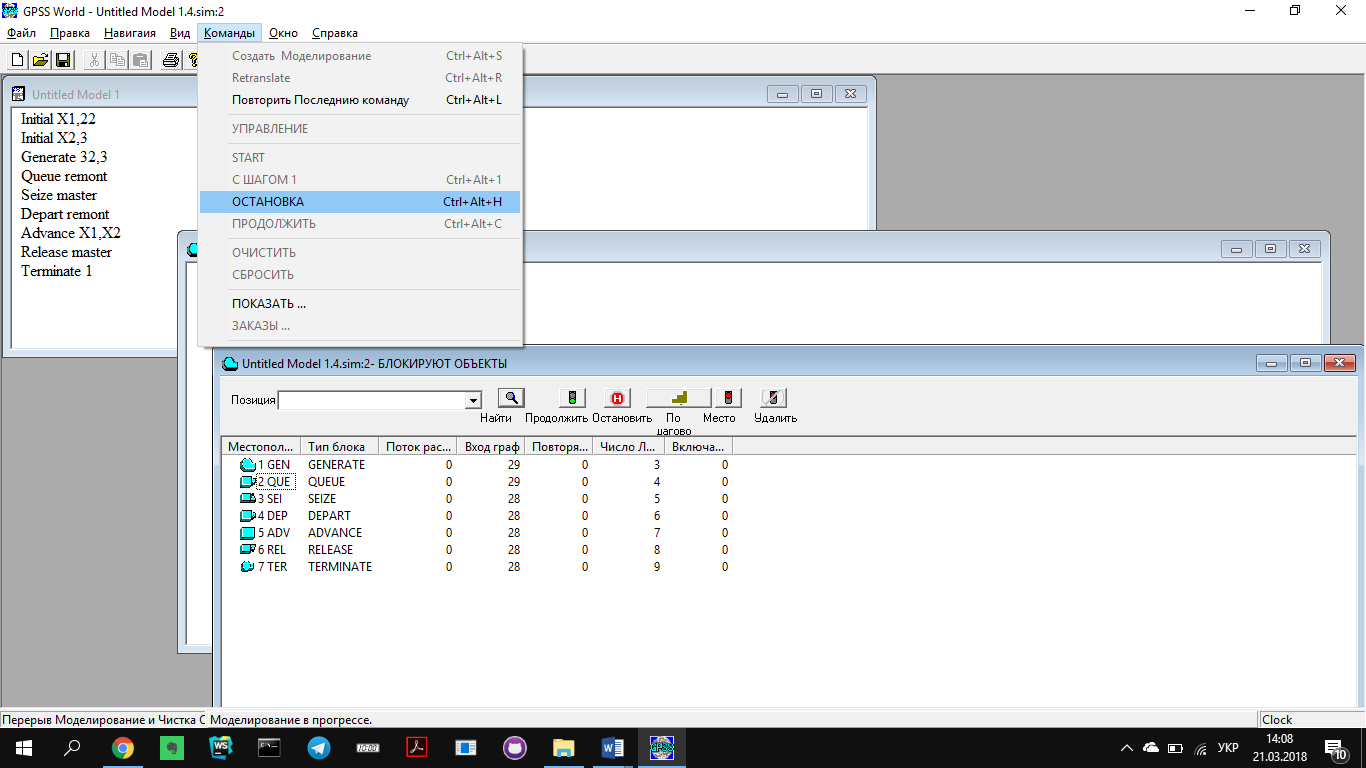 GPSS World - Untitled Model 1.4.sim:2
Файл Правка Навигаия Вид Команды Окно Справка
Untitled Model 1
Initial X1,22
Initial X2,3
Generate 32,3
Queue remont
Seize master
Depart remont
Advance X1,X2
Release master
Terminate 1
Создать Моделирование Ctrl+Alt+S
Retranslate Ctrl+Alt+R
Повторить Последнию команду Ctrl+Alt+L
УПРАВЛЕНИЕ
START
С ШАГОМ 1 Ctrl+Alt+1
ОСТАНОВКА Ctrl+Alt+H
ПРОДОЛЖИТЬ Ctrl+Alt+C
ОЧИСТИТЬ
СБРОСИТЬ
ПОКАЗАТЬ ...
ЗАКАЗЫ ...
Untitled Model 1.4.sim:2- БЛОКИРУЮТ ОБЪЕКТЫ
Позиция
Найти Продолжить Остановить По шагово Место Удалить
Местопол... Тип блока Поток рас... Вход граф Повторя... Число Л... Включа...
1 GEN GENERATE 0 29 0 3 0
2 QUE QUEUE 0 29 0 4 0
3 SEI SEIZE 0 28 0 5 0
4 DEP DEPART 0 28 0 6 0
5 ADV ADVANCE 0 28 0 7 0
6 REL RELEASE 0 28 0 8 0
7 TER TERMINATE 0 28 0 9 0
Перерыв Моделирование и Чистка Моделирование в прогрессе. Clock
WS
10:00
W
GPSS
УКР
14:08
21.03.2018
10